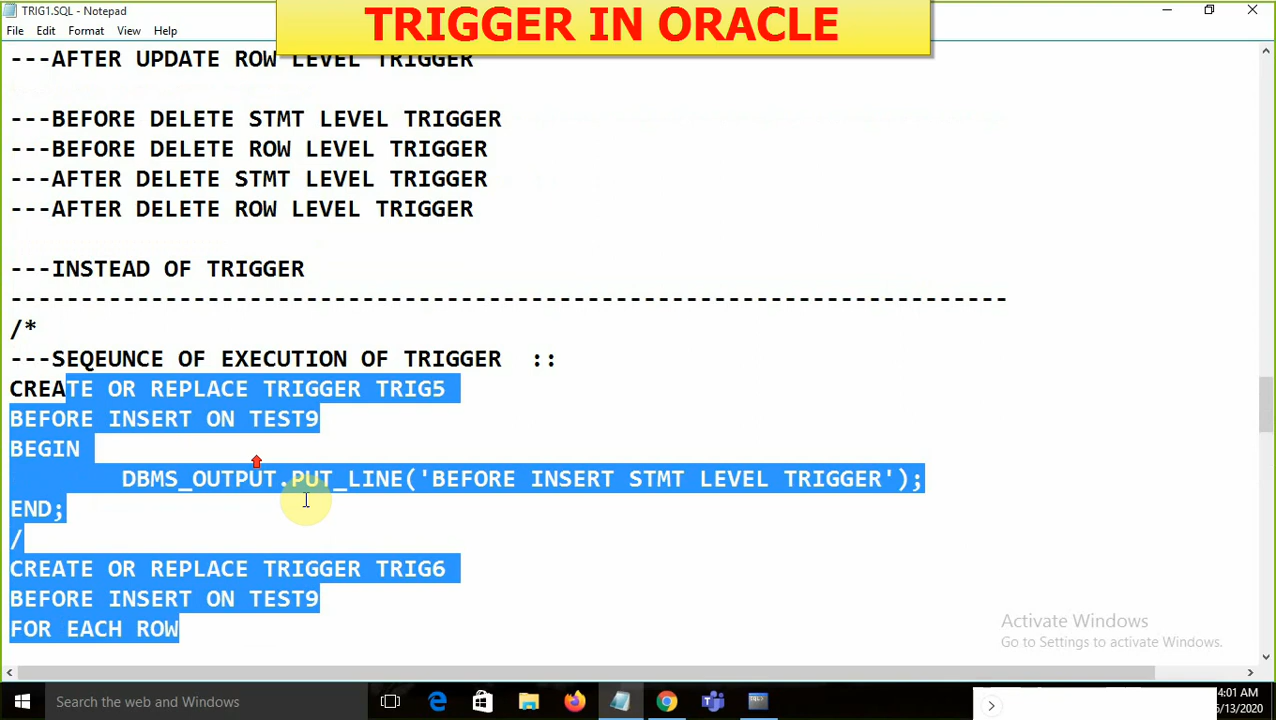 TRIG1.SQL - Notepad
TRIGGER IN ORACLE
File Edit Format View Help
---AFTER UPDATE ROW LEVEL TRIGGER
---BEFORE DELETE STMT LEVEL TRIGGER
---BEFORE DELETE ROW LEVEL TRIGGER
---AFTER DELETE STMT LEVEL TRIGGER
---AFTER DELETE ROW LEVEL TRIGGER
---INSTEAD OF TRIGGER
-----------------------------------------------------------------------
/*
---SEQEUNCE OF EXECUTION OF TRIGGER  ::
CREATE OR REPLACE TRIGGER TRIG5
BEFORE INSERT ON TEST9
BEGIN
DBMS_OUTPUT.PUT_LINE('BEFORE INSERT STMT LEVEL TRIGGER');
END;
/
CREATE OR REPLACE TRIGGER TRIG6
BEFORE INSERT ON TEST9
FOR EACH ROW
Activate Windows
Go to Settings to activate Windows.
Search the web and Windows
4:01 AM
/13/2020